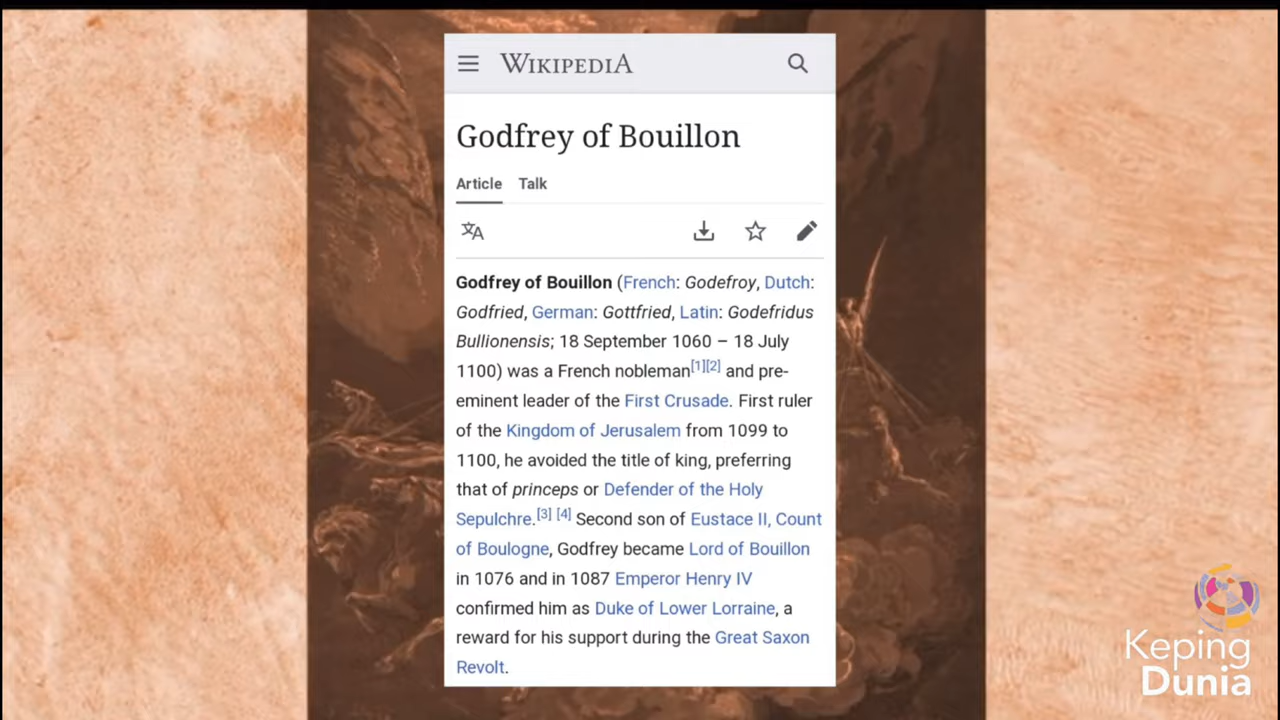 WIKIPEDIA
Godfrey of Bouillon
Article Talk
Godfrey of Bouillon (French: Godefroy, Dutch:
Godfried, German: Gottfried, Latin: Godefridus
Bullionensis; 18 September 1060 – 18 July
1100) was a French nobleman[1][2] and pre-
eminent leader of the First Crusade. First ruler
of the Kingdom of Jerusalem from 1099 to
1100, he avoided the title of king, preferring
that of princeps or Defender of the Holy
Sepulchre.[3] [4] Second son of Eustace II, Count
of Boulogne, Godfrey became Lord of Bouillon
in 1076 and in 1087 Emperor Henry IV
confirmed him as Duke of Lower Lorraine, a
reward for his support during the Great Saxon
Revolt.
Keping
Dunia